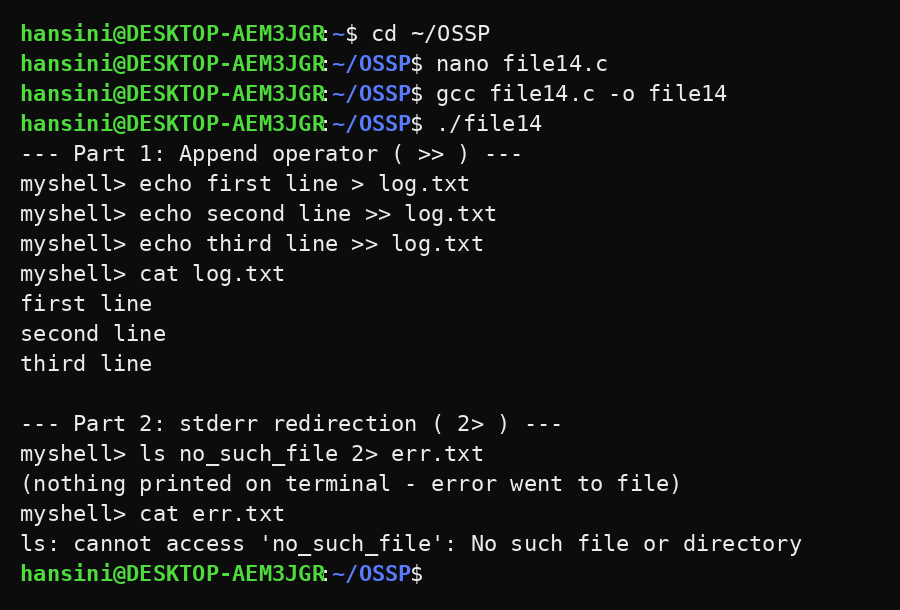 hansini@DESKTOP-AEM3JGR:~$ cd ~/OSSP
hansini@DESKTOP-AEM3JGR:~/OSSP$ nano file14.c
hansini@DESKTOP-AEM3JGR:~/OSSP$ gcc file14.c -o file14
hansini@DESKTOP-AEM3JGR:~/OSSP$ ./file14
--- Part 1: Append operator ( >> ) ---
myshell> echo first line > log.txt
myshell> echo second line >> log.txt
myshell> echo third line >> log.txt
myshell> cat log.txt
first line
second line
third line

--- Part 2: stderr redirection ( 2> ) ---
myshell> ls no_such_file 2> err.txt
(nothing printed on terminal - error went to file)
myshell> cat err.txt
ls: cannot access 'no_such_file': No such file or directory
hansini@DESKTOP-AEM3JGR:~/OSSP$